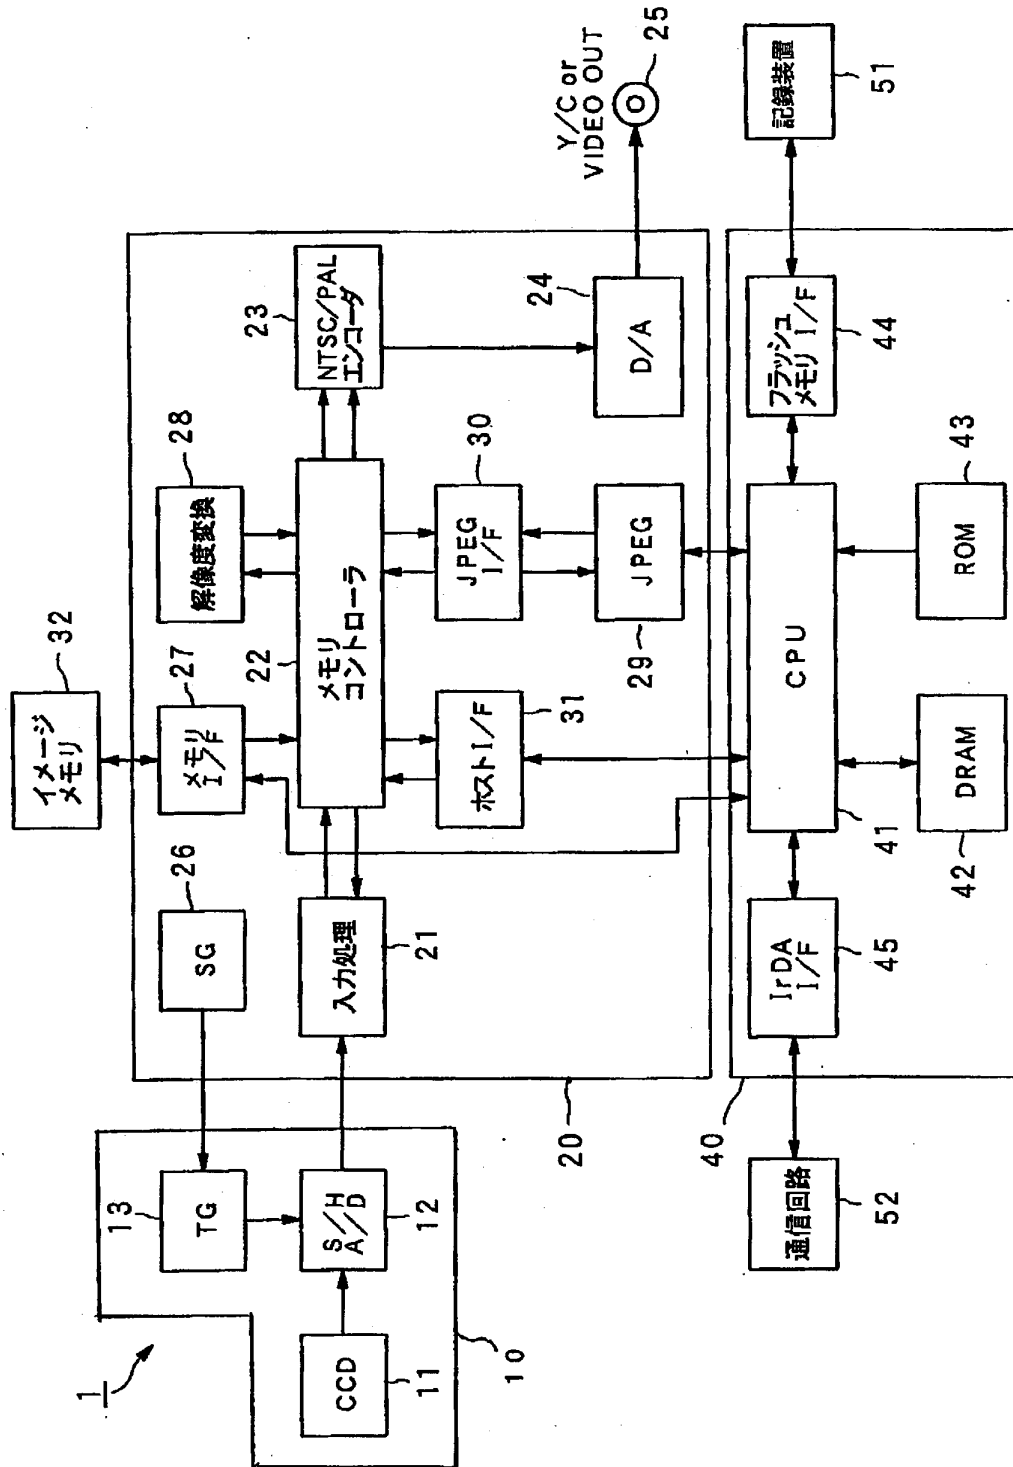 1
CCD
11
S/H
A/D
12
TG
13
10
SG
26
入力処理
21
20
イメージ
メモリ
32
メモリ
I/F
27
解像度変換
28
メモリ
コントローラ
22
NTSC/PAL
エンコーダ
23
ホストI/F
31
JPEG
I/F
30
JPEG
29
D/A
24
Y/C or
VIDEO OUT
25
40
通信回路
52
IrDA
I/F
45
CPU
41
DRAM
42
ROM
43
フラッシュ
メモリ I/F
44
記録装置
51